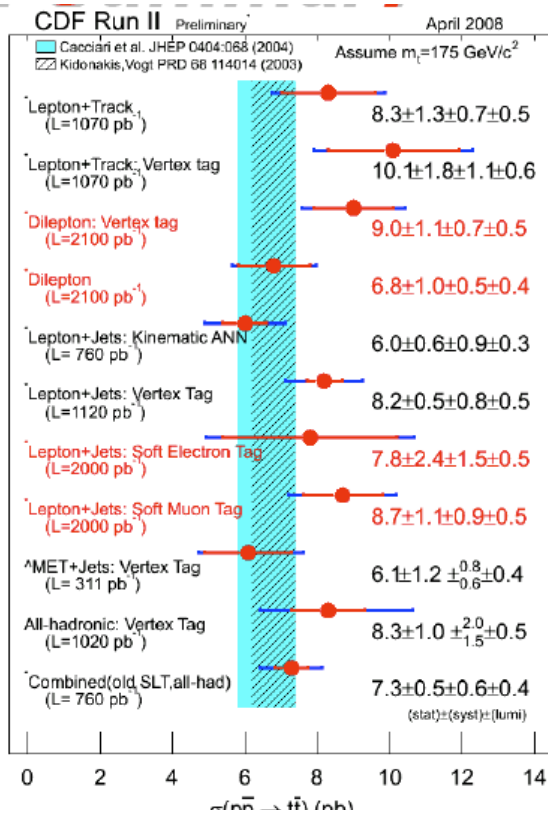 CDF Run II Preliminary* April 2008
Cacciari et al. JHEP 0404:068 (2004)
Kidonakis,Vogt PRD 68 114014 (2003)
Assume mt=175 GeV/c2
*Lepton+Track
(L=1070 pb-1)
8.3±1.3±0.7±0.5
Lepton+Track: Vertex tag
(L=1070 pb-1)
10.1±1.8±1.1±0.6
*Dilepton: Vertex tag
(L=2100 pb-1)
9.0±1.1±0.7±0.5
*Dilepton
(L=2100 pb-1)
6.8±1.0±0.5±0.4
*Lepton+Jets: Kinematic ANN
(L= 760 pb-1)
6.0±0.6±0.9±0.3
*Lepton+Jets: Vertex Tag
(L=1120 pb-1)
8.2±0.5±0.8±0.5
*Lepton+Jets: Soft Electron Tag
(L=2000 pb-1)
7.8±2.4±1.5±0.5
*Lepton+Jets: Soft Muon Tag
(L=2000 pb-1)
8.7±1.1±0.9±0.5
^MET+Jets: Vertex Tag
(L= 311 pb-1)
6.1±1.2 ±0.8 0.6±0.4
All-hadronic: Vertex Tag
(L=1020 pb-1)
8.3±1.0 ±2.0 1.5±0.5
*Combined(old SLT,all-had)
(L= 760 pb-1)
7.3±0.5±0.6±0.4
(stat)±(syst)±(lumi)
0 2 4 6 8 10 12 14
σ(pp̅ → tt̅) (pb)